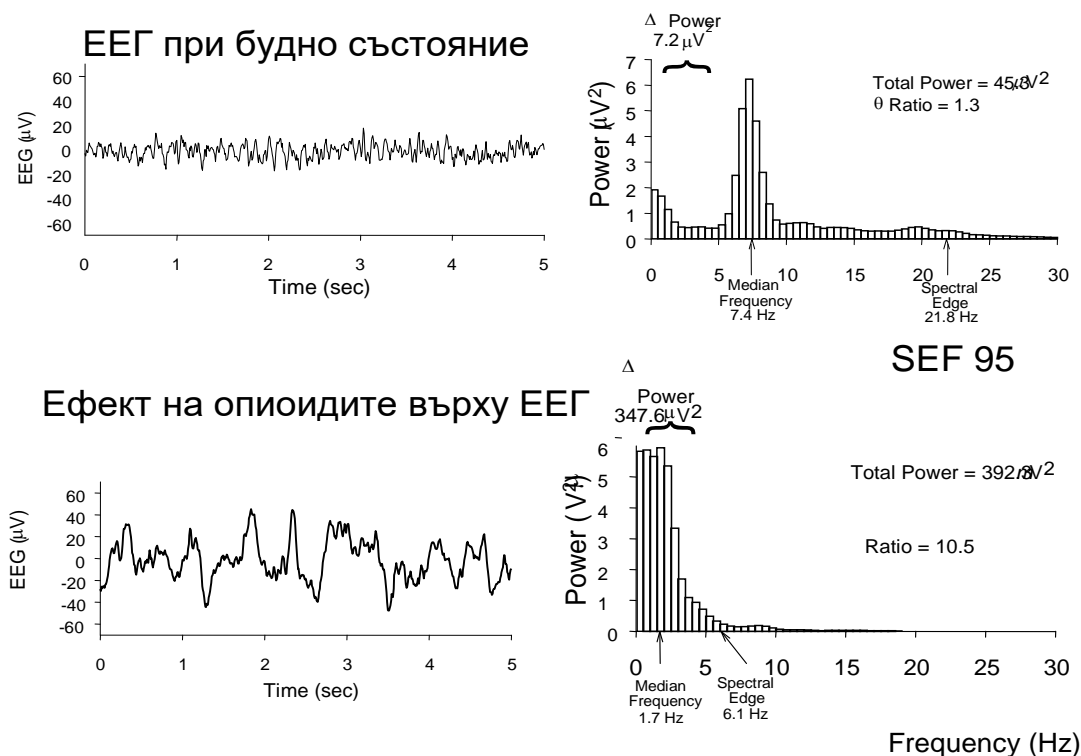 ЕЕГ при будно състояние
60
40
20
0
-20
-40
-60
EEG (μV)
0 1 2 3 4 5
Time (sec)
Δ Power
7.2 μV2
7
6
5
4
3
2
1
0
Power (μV2)
Total Power =
θ Ratio = 1.3
0 5 10 15 20 25 30
Median
Frequency
7.4 Hz
Spectral
Edge
21.8 Hz
SEF 95
Ефект на опиоидите върху ЕЕГ
60
40
20
0
-20
-40
-60
EEG (μV)
0 1 2 3 4 5
Time (sec)
Δ
Power
347.6 μV2
6
5
4
3
2
1
0
Power
Total Power =
Ratio = 10.5
0 5 10 15 20 25 30
Median
Frequency
1.7 Hz
Spectral
Edge
6.1 Hz
Frequency (Hz)